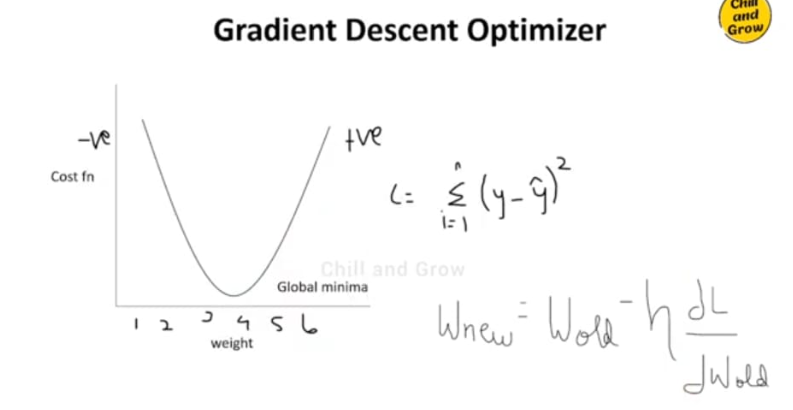 Gradient Descent Optimizer
Chill
and
Grow
-ve
+ve
Cost fn
L= n Σ i=1 (y-ŷ)²
Chill and Grow
Global minima
1 2 3 4 5 6
weight
Wnew = Wold - η dL/dWold